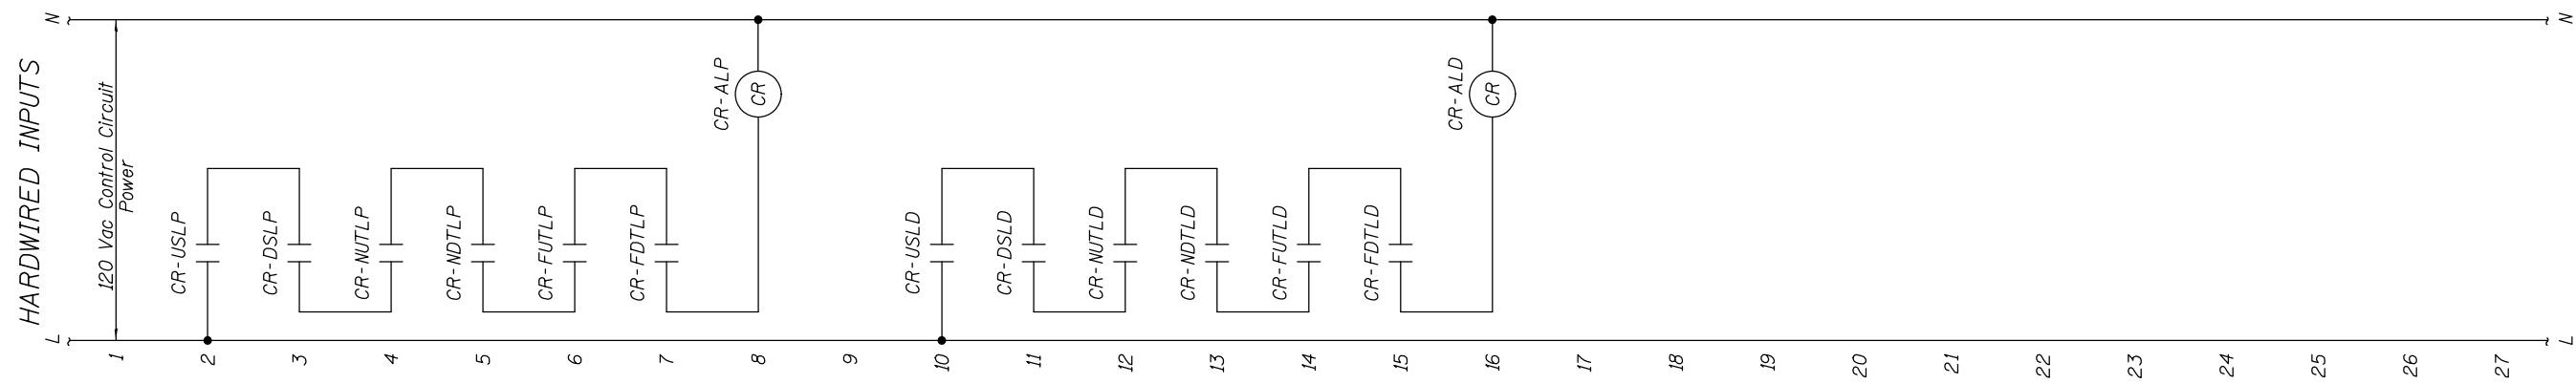 HARDWIRED INPUTS
L
N
1
120 Vac Control Circuit
Power
2
CR-USLP
3
CR-DSLP
4
CR-NUTLP
5
CR-NDTLP
6
CR-FUTLP
7
CR-FDTLP
8
CR-ALP
CR
9
10
CR-USLD
11
CR-DSLD
12
CR-NUTLD
13
CR-NDTLD
14
CR-FUTLD
15
CR-FDTLD
16
CR-ALD
CR
17
18
19
20
21
22
23
24
25
26
27
L
N